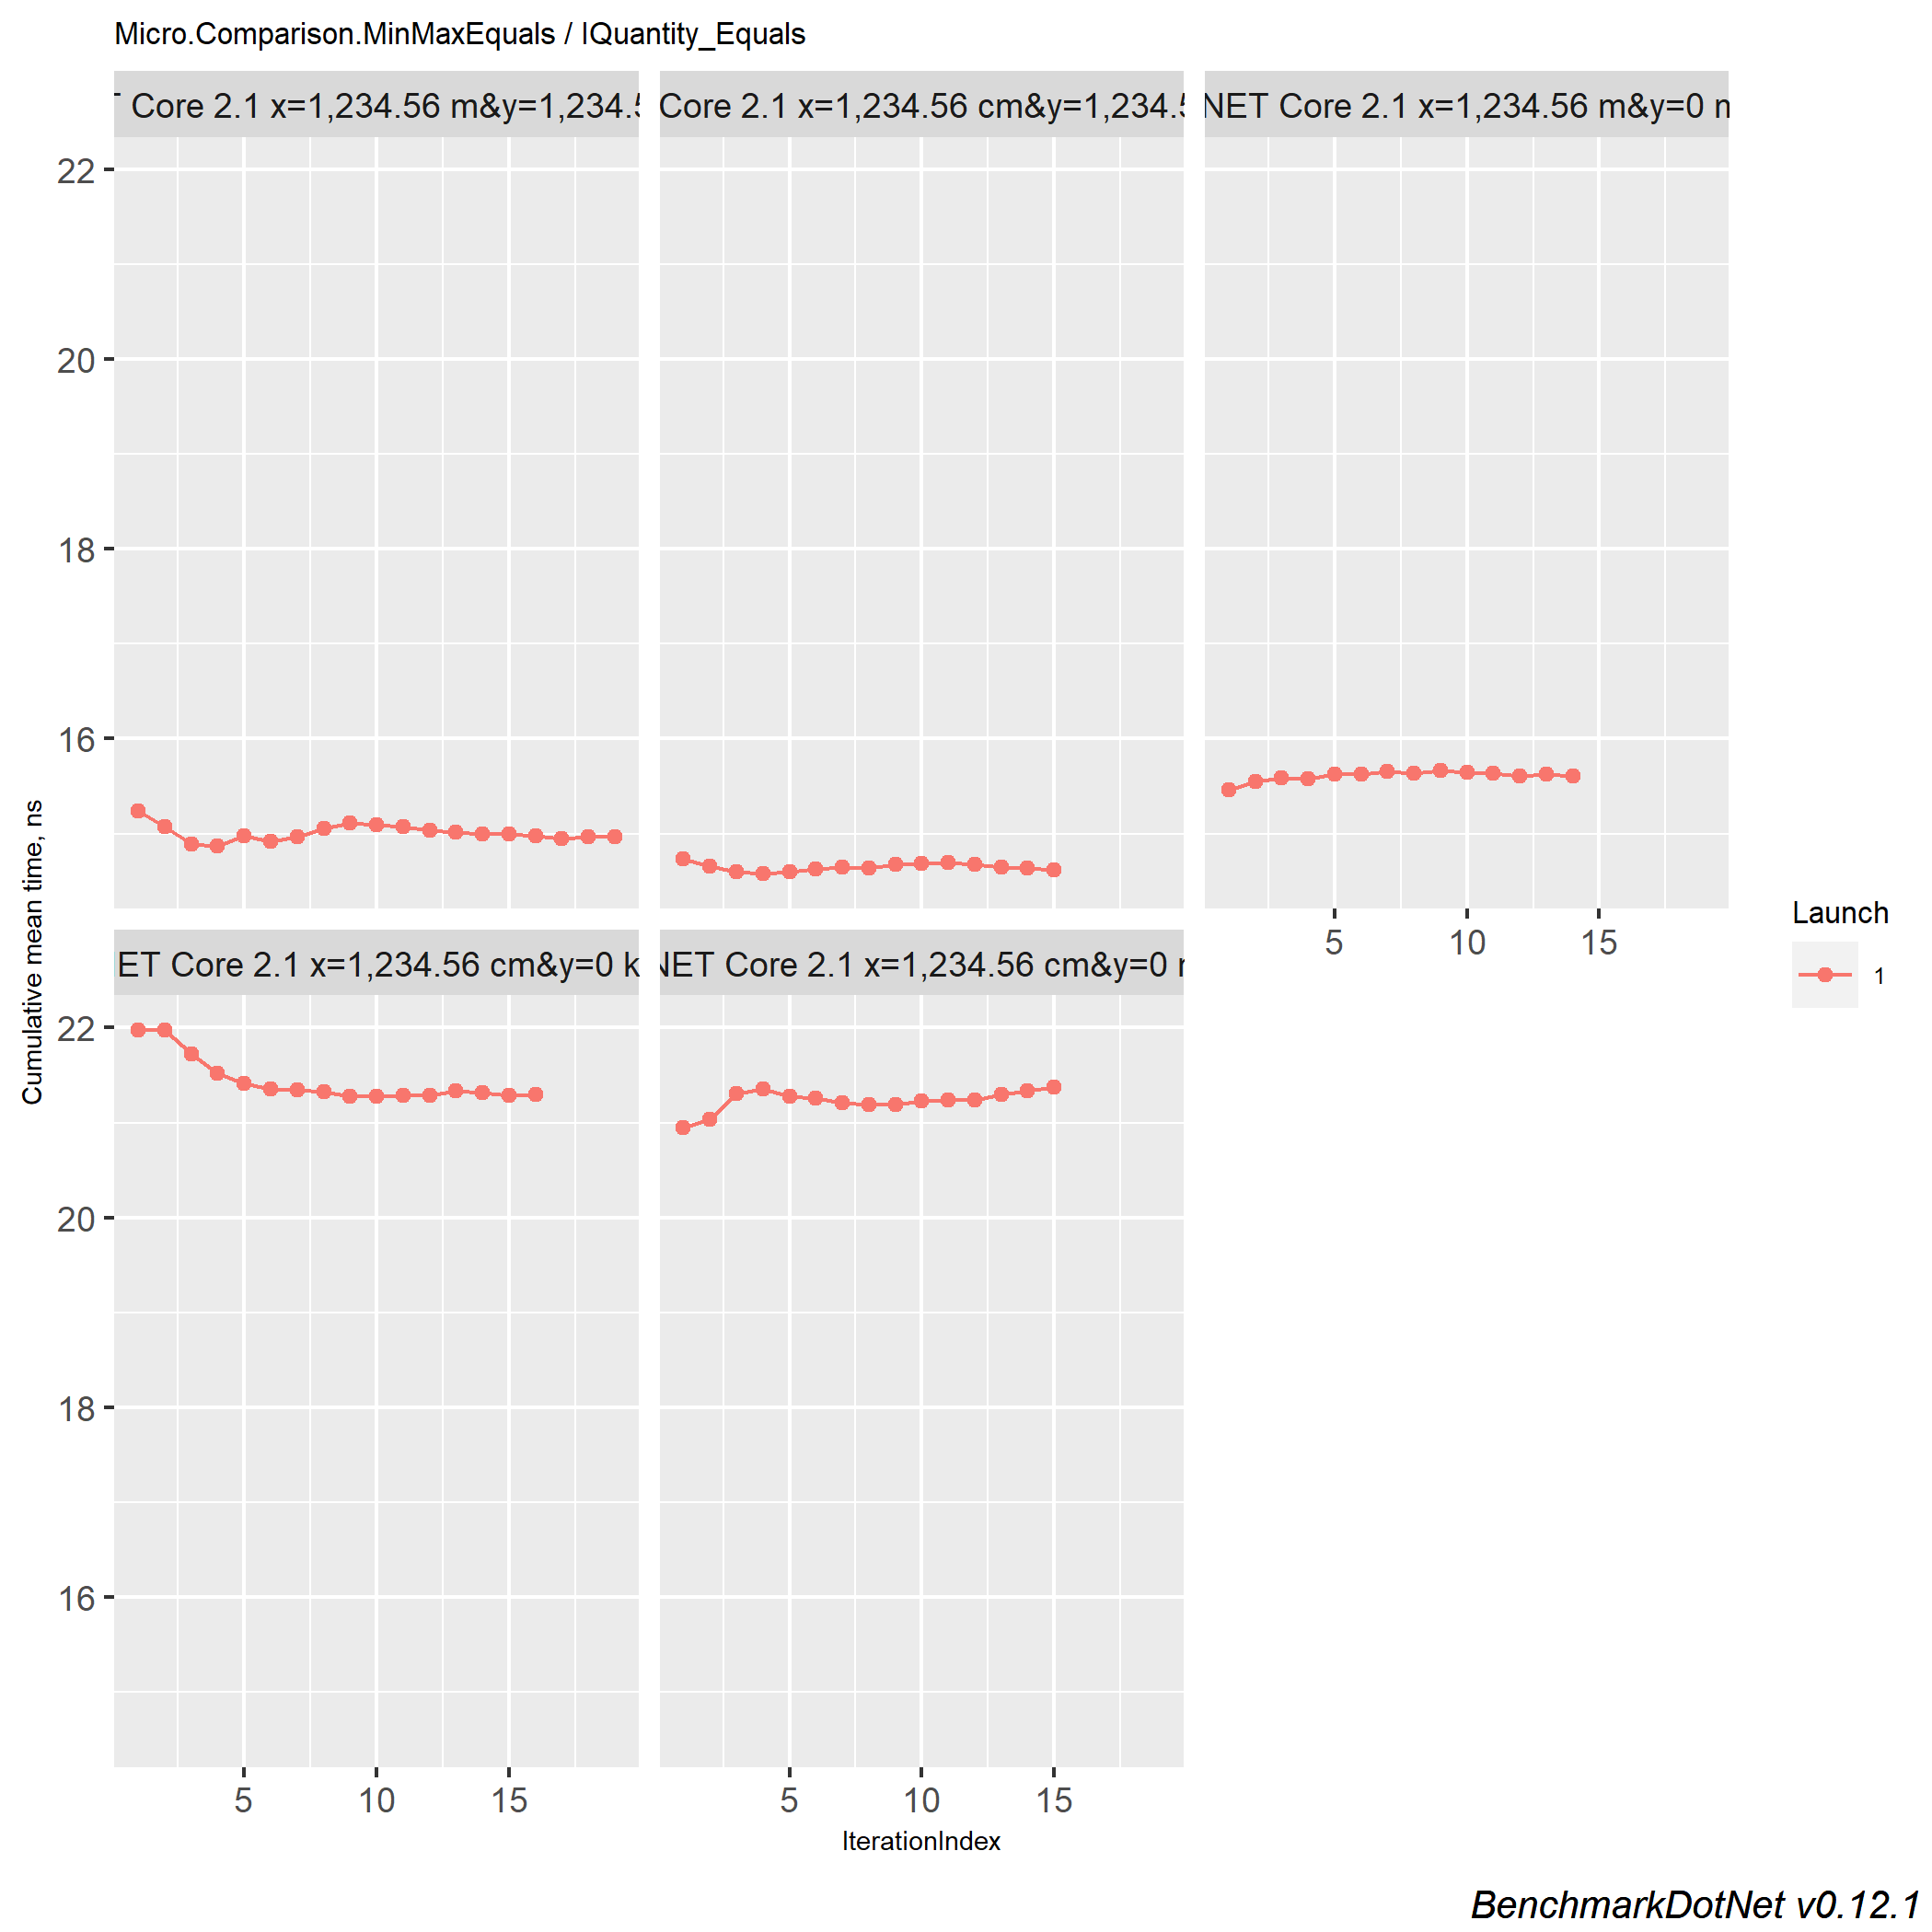 Micro.Comparison.MinMaxEquals / IQuantity_Equals
Core 2.1 x=1,234.56 m&y=1,234.5
Core 2.1 x=1,234.56 cm&y=1,234.5
NET Core 2.1 x=1,234.56 m&y=0
22
20
18
16
5 10 15
Cumulative mean time, ns
Launch
1
ET Core 2.1 x=1,234.56 cm&y=0 k
NET Core 2.1 x=1,234.56 cm&y=0
22
20
18
16
5 10 15
5 10 15
IterationIndex
BenchmarkDotNet v0.12.1